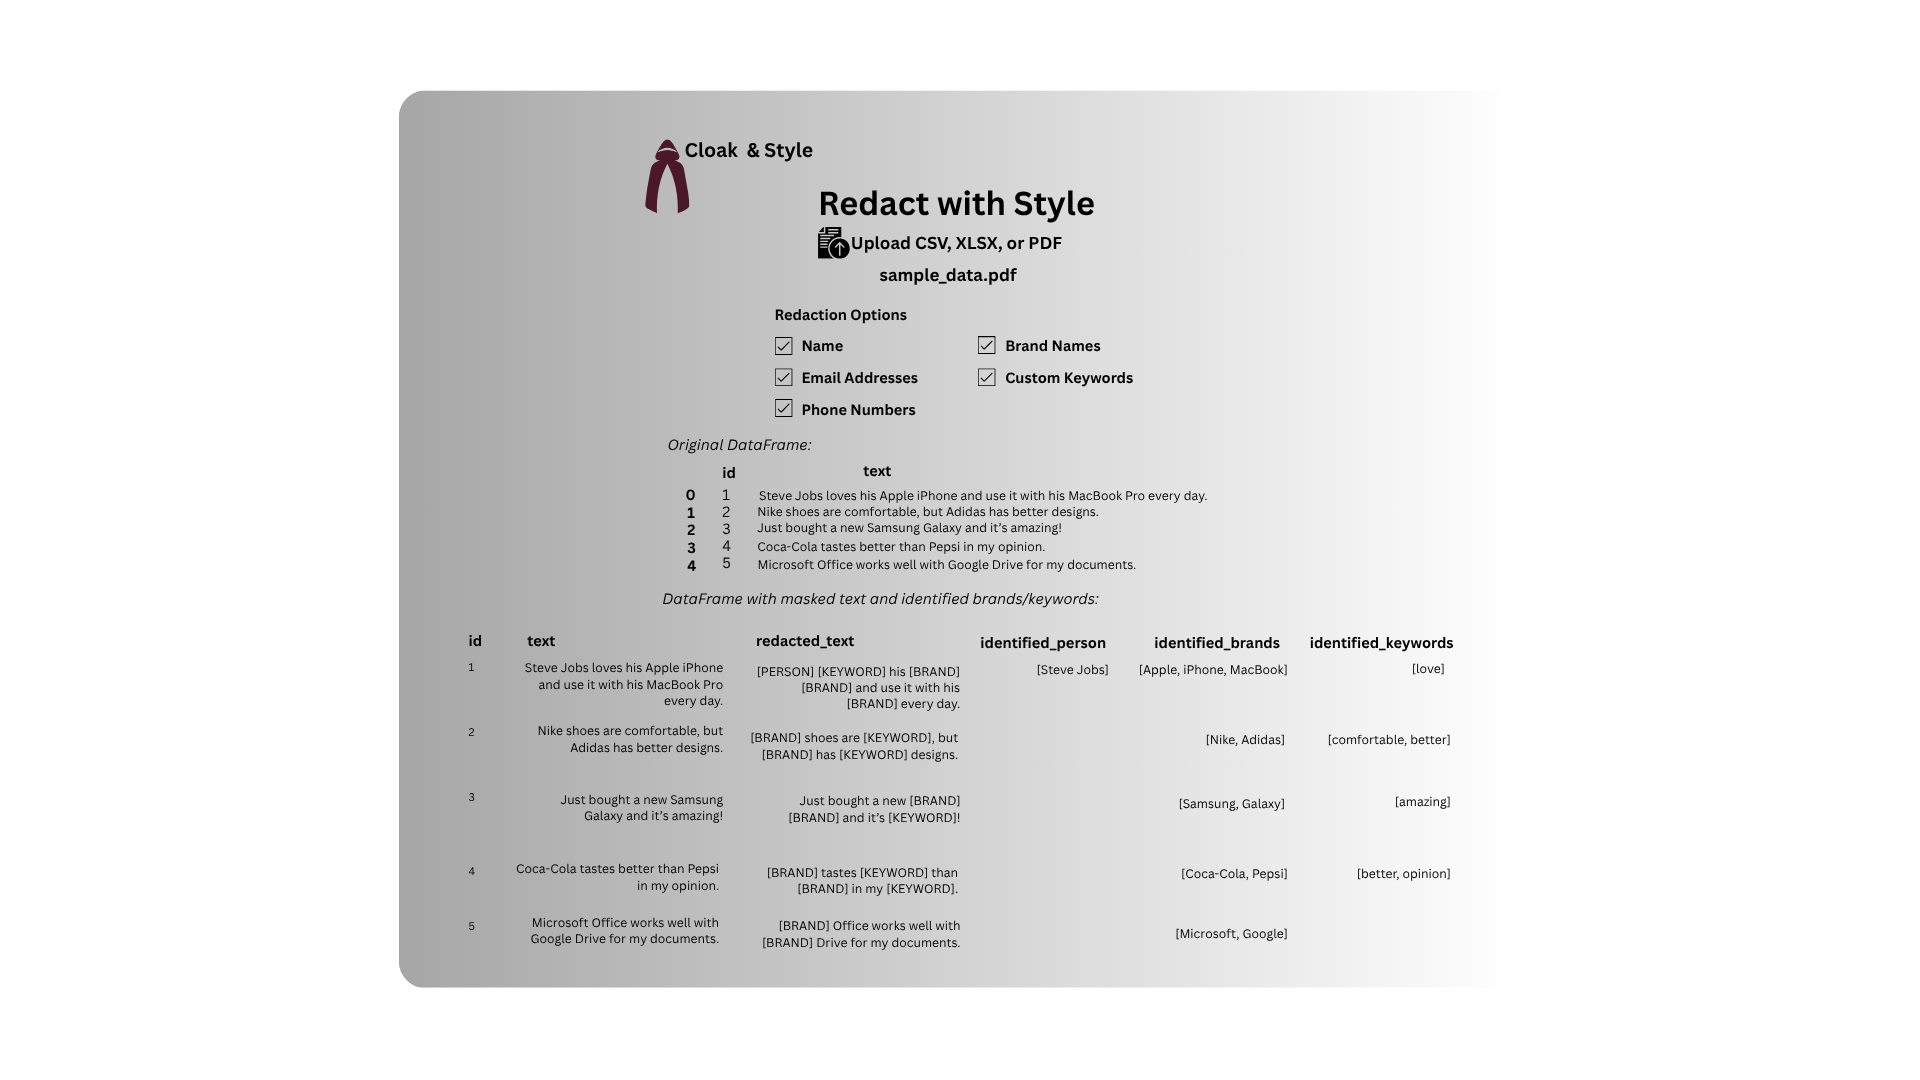 Cloak & Style
Redact with Style
Upload CSV, XLSX, or PDF
sample_data.pdf
Redaction Options
Name
Brand Names
Email Addresses
Custom Keywords
Phone Numbers
Original DataFrame:
id text
0 1 Steve Jobs loves his Apple iPhone and use it with his MacBook Pro every day.
1 2 Nike shoes are comfortable, but Adidas has better designs.
2 3 Just bought a new Samsung Galaxy and it’s amazing!
3 4 Coca-Cola tastes better than Pepsi in my opinion.
4 5 Microsoft Office works well with Google Drive for my documents.
DataFrame with masked text and identified brands/keywords:
id text redacted_text identified_person identified_brands identified_keywords
1 Steve Jobs loves his Apple iPhone [PERSON] [KEYWORD] his [BRAND] [Steve Jobs] [Apple, iPhone, MacBook] [love]
and use it with his MacBook Pro [BRAND] and use it with his
every day. [BRAND] every day.
2 Nike shoes are comfortable, but [BRAND] shoes are [KEYWORD], but [Nike, Adidas] [comfortable, better]
Adidas has better designs. [BRAND] has [KEYWORD] designs.
3 Just bought a new Samsung Just bought a new [BRAND] [Samsung, Galaxy] [amazing]
Galaxy and it’s amazing! [BRAND] and it’s [KEYWORD]!
4 Coca-Cola tastes better than Pepsi [BRAND] tastes [KEYWORD] than [Coca-Cola, Pepsi] [better, opinion]
in my opinion. [BRAND] in my [KEYWORD].
5 Microsoft Office works well with [BRAND] Office works well with [Microsoft, Google]
Google Drive for my documents. [BRAND] Drive for my documents.